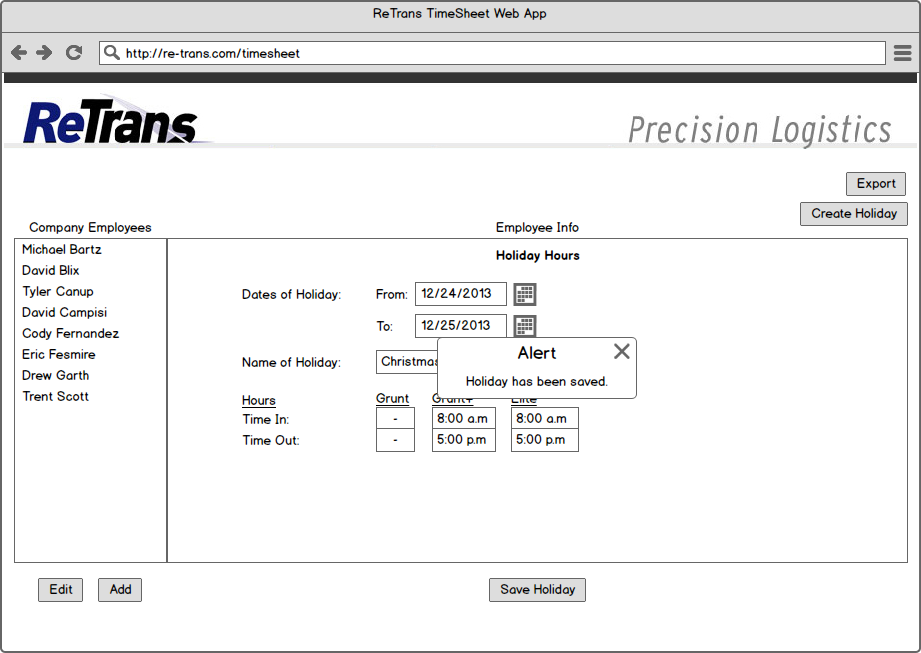 ReTrans TimeSheet Web App
http://re-trans.com/timesheet
ReTrans
Precision Logistics
Export
Create Holiday
Company Employees
Employee Info
Michael Bartz
David Blix
Tyler Canup
David Campisi
Cody Fernandez
Eric Fesmire
Drew Garth
Trent Scott
Holiday Hours
Dates of Holiday: From: 12/24/2013
To: 12/25/2013
Alert
Holiday has been saved.
Name of Holiday: Christmas
Hours Grunt
Time In: - 8:00 a.m 8:00 a.m
Time Out: - 5:00 p.m 5:00 p.m
Edit Add Save Holiday